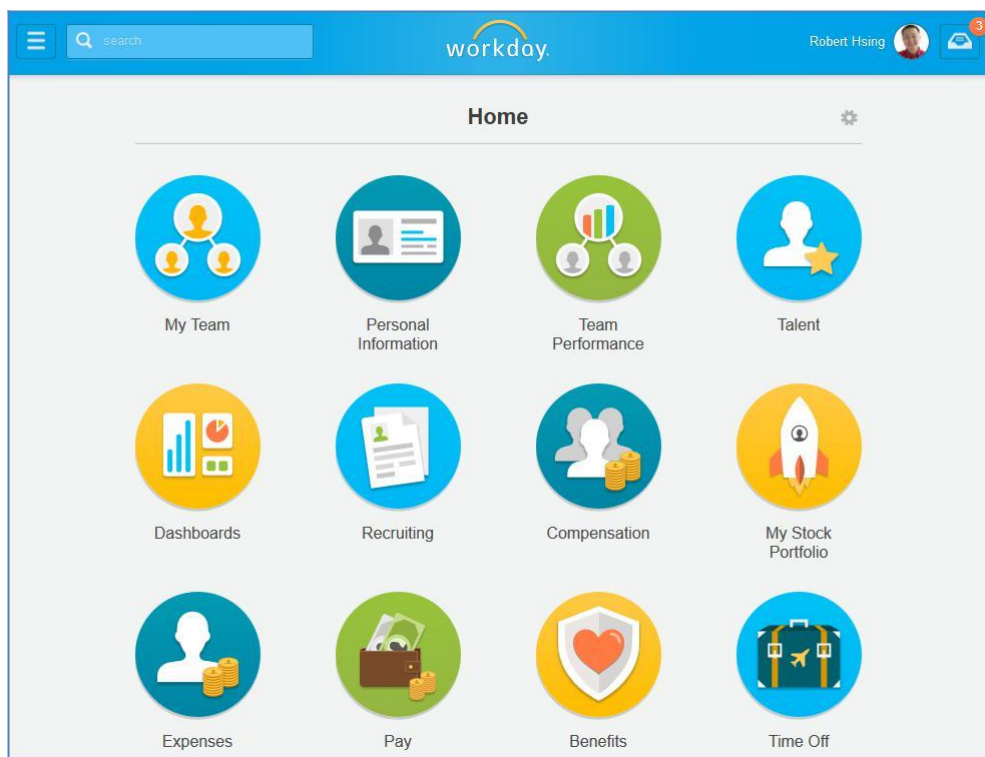 search
workday.
Robert Hsing
3
Home
My Team
Personal
Information
Team
Performance
Talent
Dashboards
Recruiting
Compensation
My Stock
Portfolio
Expenses
Pay
Benefits
Time Off